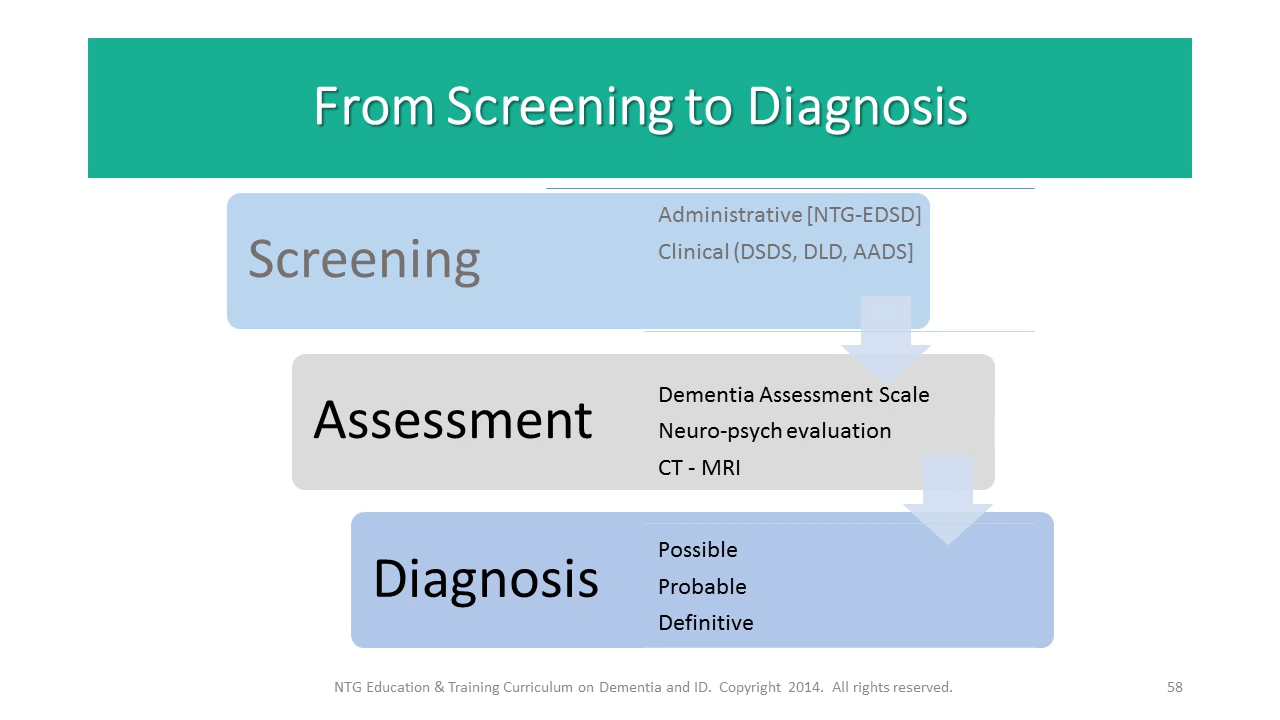 From Screening to Diagnosis
Screening
Administrative [NTG-EDSD]
Clinical (DSDS, DLD, AADS]
Assessment
Dementia Assessment Scale
Neuro-psych evaluation
CT - MRI
Diagnosis
Possible
Probable
Definitive
NTG Education & Training Curriculum on Dementia and ID. Copyright 2014. All rights reserved.
58